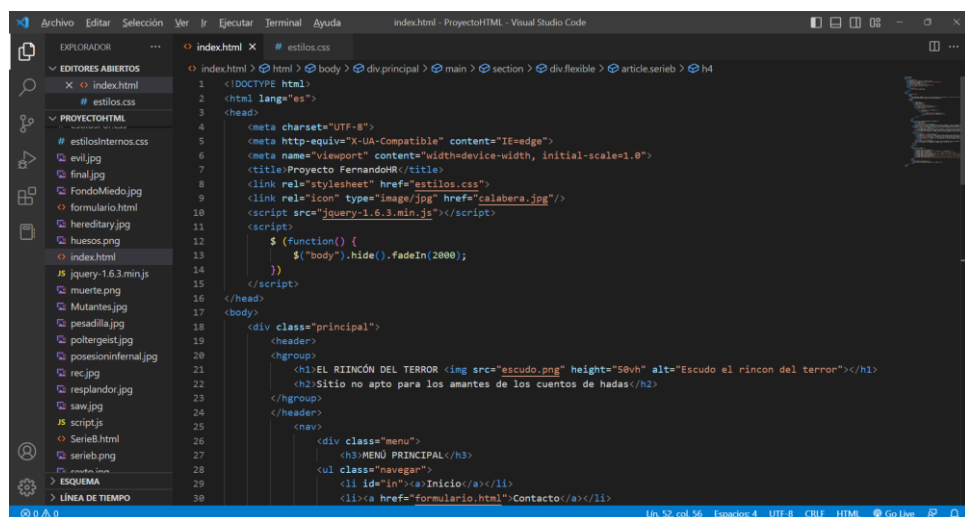 Archivo Editar Selección Ver Ir Ejecutar Terminal Ayuda index.html - ProyectoHTML - Visual Studio Code
EXPLORADOR
EDITORES ABIERTOS
index.html
estilos.css
PROYECTOHTML
estilosInternos.css
evil.jpg
final.jpg
FondoMiedo.jpg
formulario.html
hereditary.jpg
huesos.png
index.html
jquery-1.6.3.min.js
muerte.png
Mutantes.jpg
pesadilla.jpg
poltergeist.jpg
posesioninfernal.jpg
rec.jpg
resplandor.jpg
saw.jpg
script.js
SerieB.html
serieb.png
ESQUEMA
LÍNEA DE TIEMPO
index.html # estilos.css
index.html > html > body > div.principal > main > section > div.flexible > article.serieb > h4
1 <!DOCTYPE html>
2 <html lang="es">
3 <head>
4 <meta charset="UTF-8">
5 <meta http-equiv="X-UA-Compatible" content="IE=edge">
6 <meta name="viewport" content="width=device-width, initial-scale=1.0">
7 <title>Proyecto FernandoHR</title>
8 <link rel="stylesheet" href="estilos.css">
9 <link rel="icon" type="image/jpg" href="calabera.jpg"/>
10 <script src="jquery-1.6.3.min.js"></script>
11 <script>
12 $ (function() {
13 $("body").hide().fadeIn(2000);
14 })
15 </script>
16 </head>
17 <body>
18 <div class="principal">
19 <header>
20 <hgroup>
21 <h1>EL RIINCÓN DEL TERROR <img src="escudo.png" height="50vh" alt="Escudo el rincon del terror"></h1>
22 <h2>Sitio no apto para los amantes de los cuentos de hadas</h2>
23 </hgroup>
24 </header>
25 <nav>
26 <div class="menu">
27 <h3>MENÚ PRINCIPAL</h3>
28 <ul class="navegar">
29 <li id="in"><a>Inicio</a></li>
30 <li><a href="formulario.html">Contacto</a></li>
0 0 Lín. 52, col. 56 Espacios: 4 UTF-8 CRLF HTML Go Live